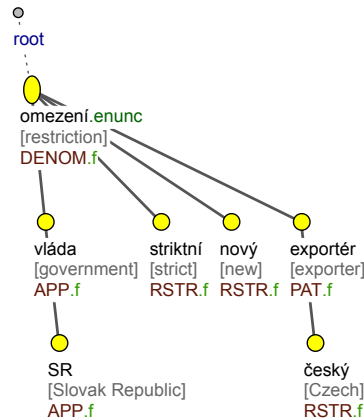 root
omezení.enunc
[restriction]
DENOM.f
vláda striktní nový exportér
[government] [strict] [new] [exporter]
APP.f RSTR.f RSTR.f PAT.f
SR český
[Slovak Republic] [Czech]
APP.f RSTR.f